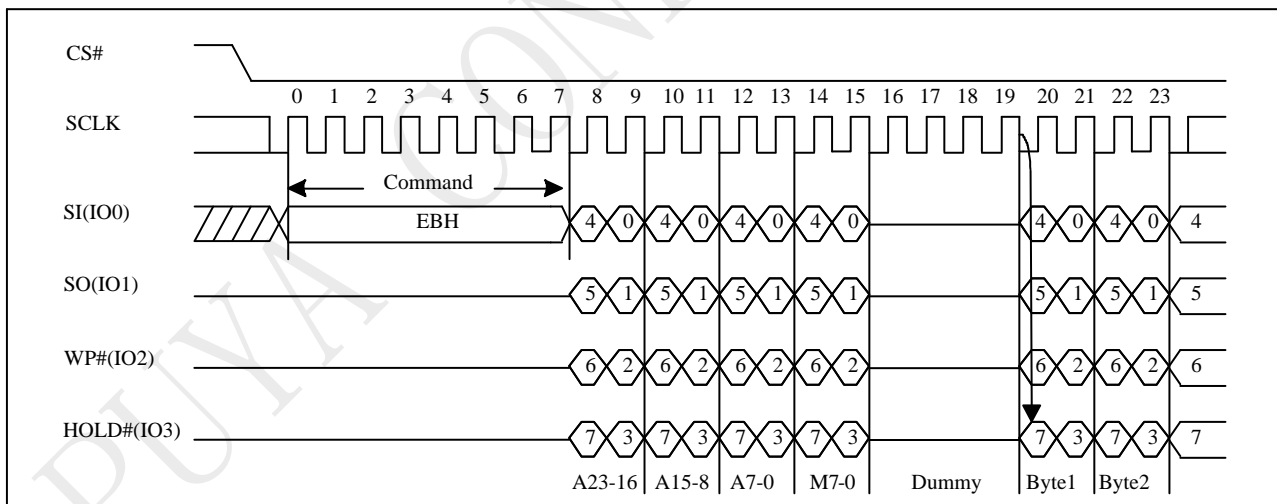 CS#
0 1 2 3 4 5 6 7 8 9 10 11 12 13 14 15 16 17 18 19 20 21 22 23
SCLK
Command
SI(IO0)
EBH
4 0 4 0 4 0 4 0 4 0 4 0 4
SO(IO1)
5 1 5 1 5 1 5 1 5 1 5 1 5
WP#(IO2)
6 2 6 2 6 2 6 2 6 2 6 2 6
HOLD#(IO3)
7 3 7 3 7 3 7 3 7 3 7 3 7
A23-16 A15-8 A7-0 M7-0 Dummy Byte1 Byte2
PUYA CON